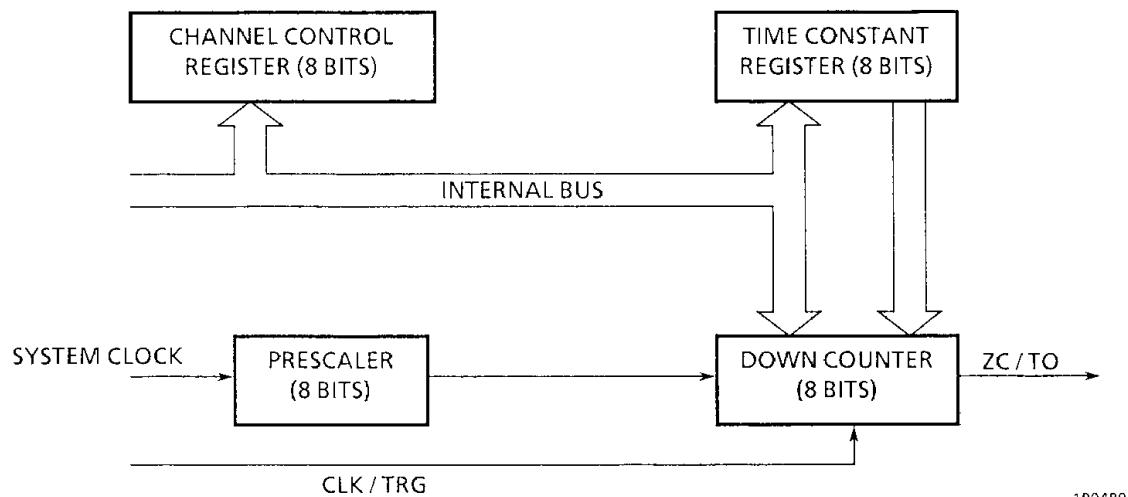 CHANNEL CONTROL
REGISTER (8 BITS)
TIME CONSTANT
REGISTER (8 BITS)
INTERNAL BUS
SYSTEM CLOCK
PRESCALER
(8 BITS)
DOWN COUNTER
(8 BITS)
ZC / TO
CLK / TRG